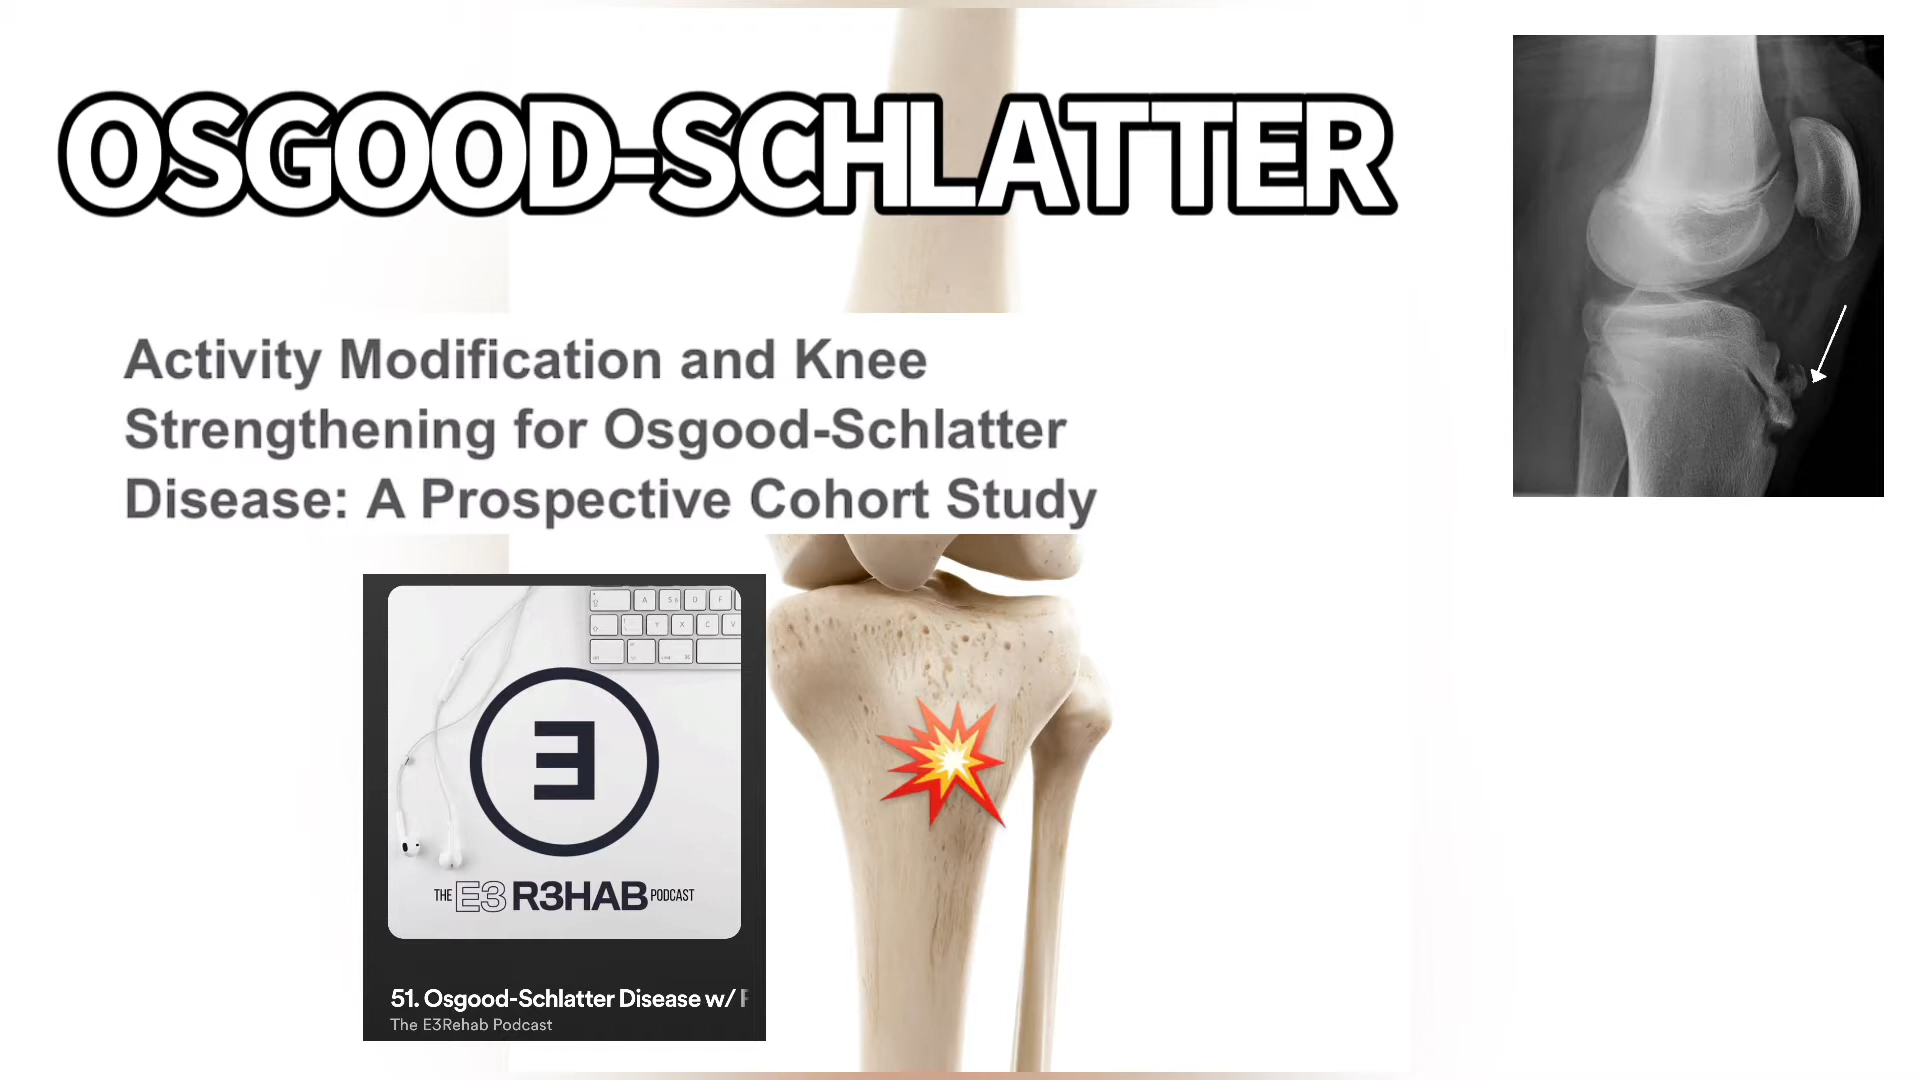 OSGOOD-SCHLATTER
Activity Modification and Knee
Strengthening for Osgood-Schlatter
Disease: A Prospective Cohort Study
A S D F
Y X C V
E
THE E3 R3HAB PODCAST
51. Osgood-Schlatter Disease w/
The E3Rehab Podcast